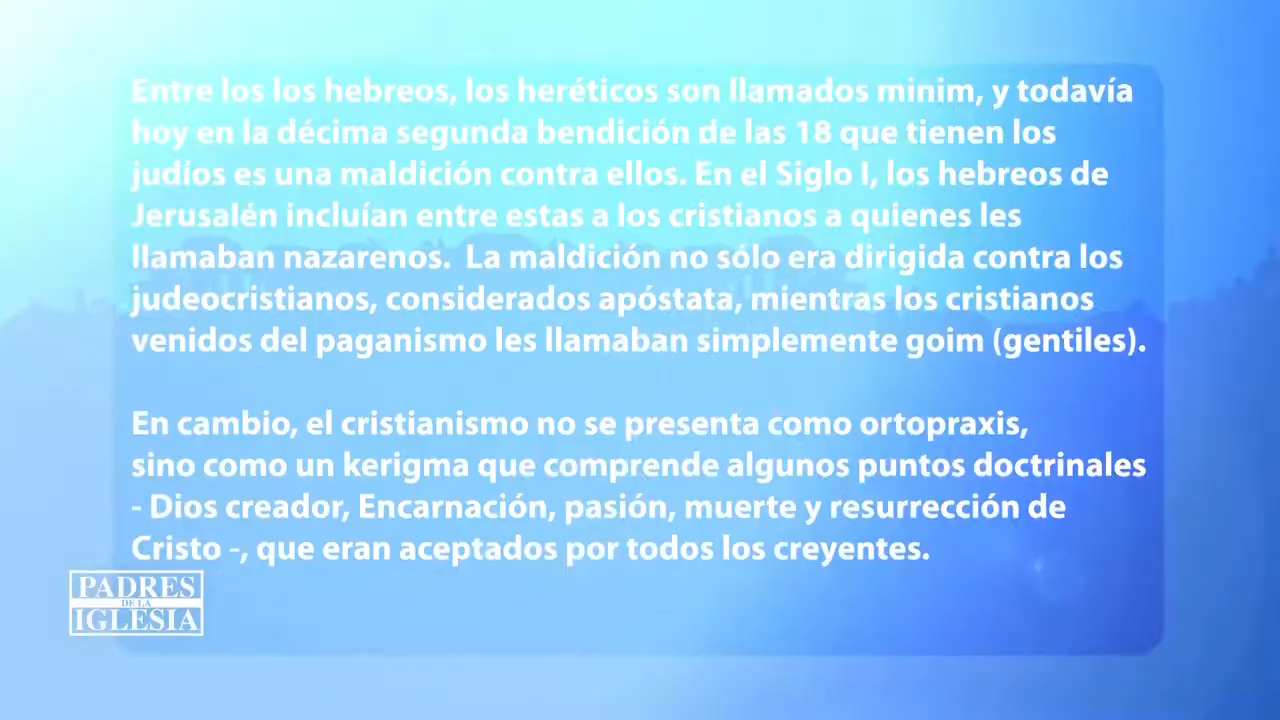 Entre los los hebreos, los heréticos son llamados minim, y todavía
hoy en la décima segunda bendición de las 18 que tienen los
judíos es una maldición contra ellos. En el Siglo I, los hebreos de
Jerusalén incluían entre estas a los cristianos a quienes les
llamaban nazarenos.  La maldición no sólo era dirigida contra los
judeocristianos, considerados apóstata, mientras los cristianos
venidos del paganismo les llamaban simplemente goim (gentiles).
En cambio, el cristianismo no se presenta como ortopraxis,
sino como un kerigma que comprende algunos puntos doctrinales
- Dios creador, Encarnación, pasión, muerte y resurrección de
Cristo -, que eran aceptados por todos los creyentes.
PADRES
DE LA
IGLESIA